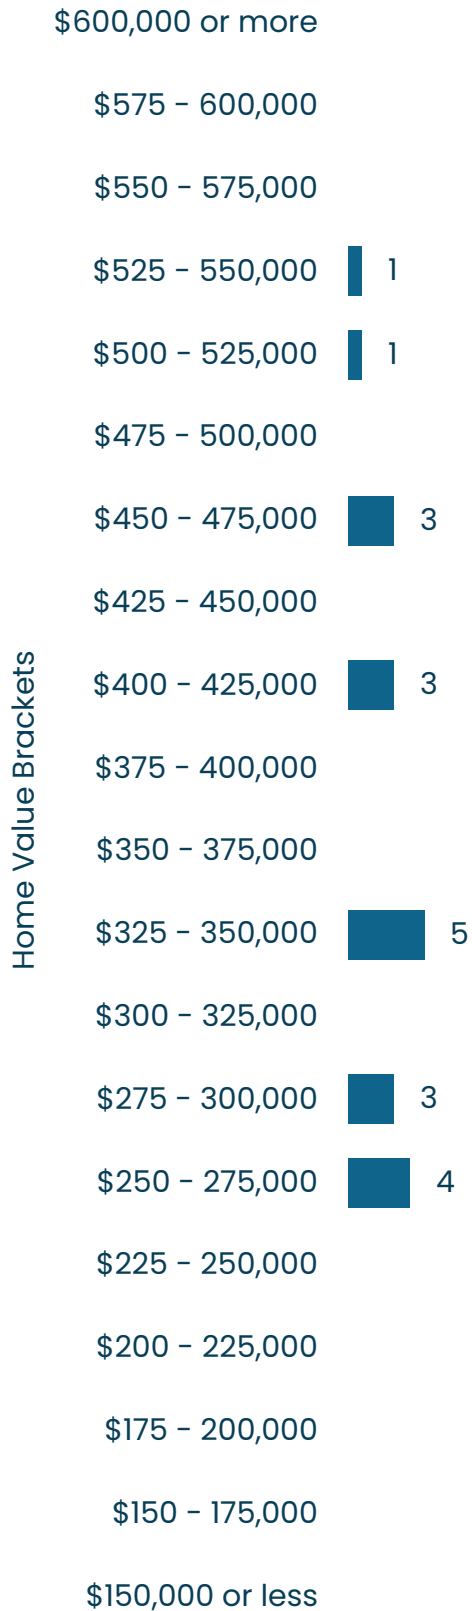 $600,000 or more
$575 - 600,000
$550 - 575,000
$525 - 550,000 1
$500 - 525,000 1
$475 - 500,000
$450 - 475,000 3
$425 - 450,000
$400 - 425,000 3
$375 - 400,000
$350 - 375,000
$325 - 350,000 5
$300 - 325,000
$275 - 300,000 3
$250 - 275,000 4
$225 - 250,000
$200 - 225,000
$175 - 200,000
$150 - 175,000
$150,000 or less
Home Value Brackets